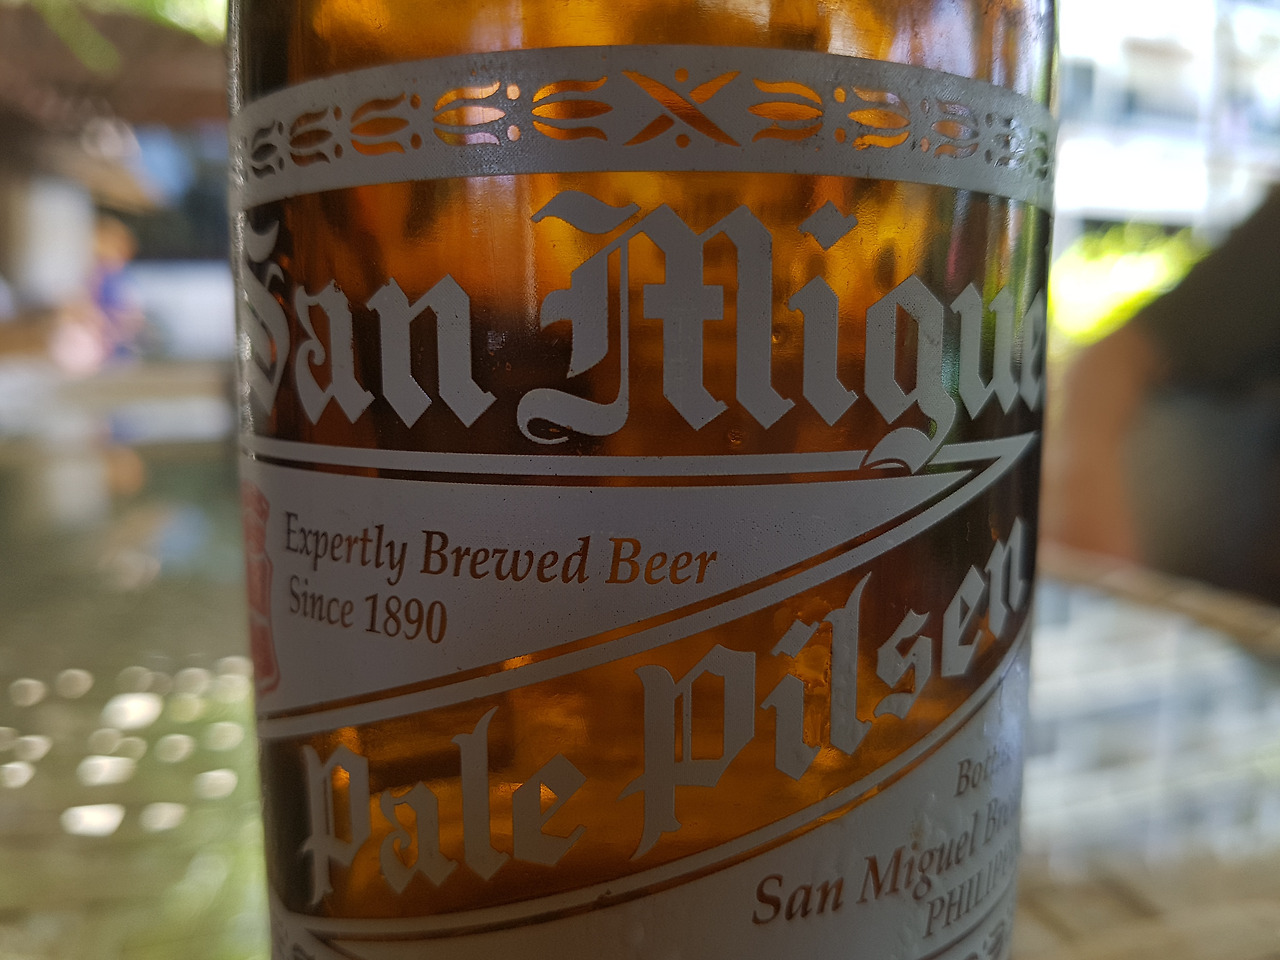 San Migue
Expertly Brewed Beer
Since 1890
Pale Pilsen
San Miguel